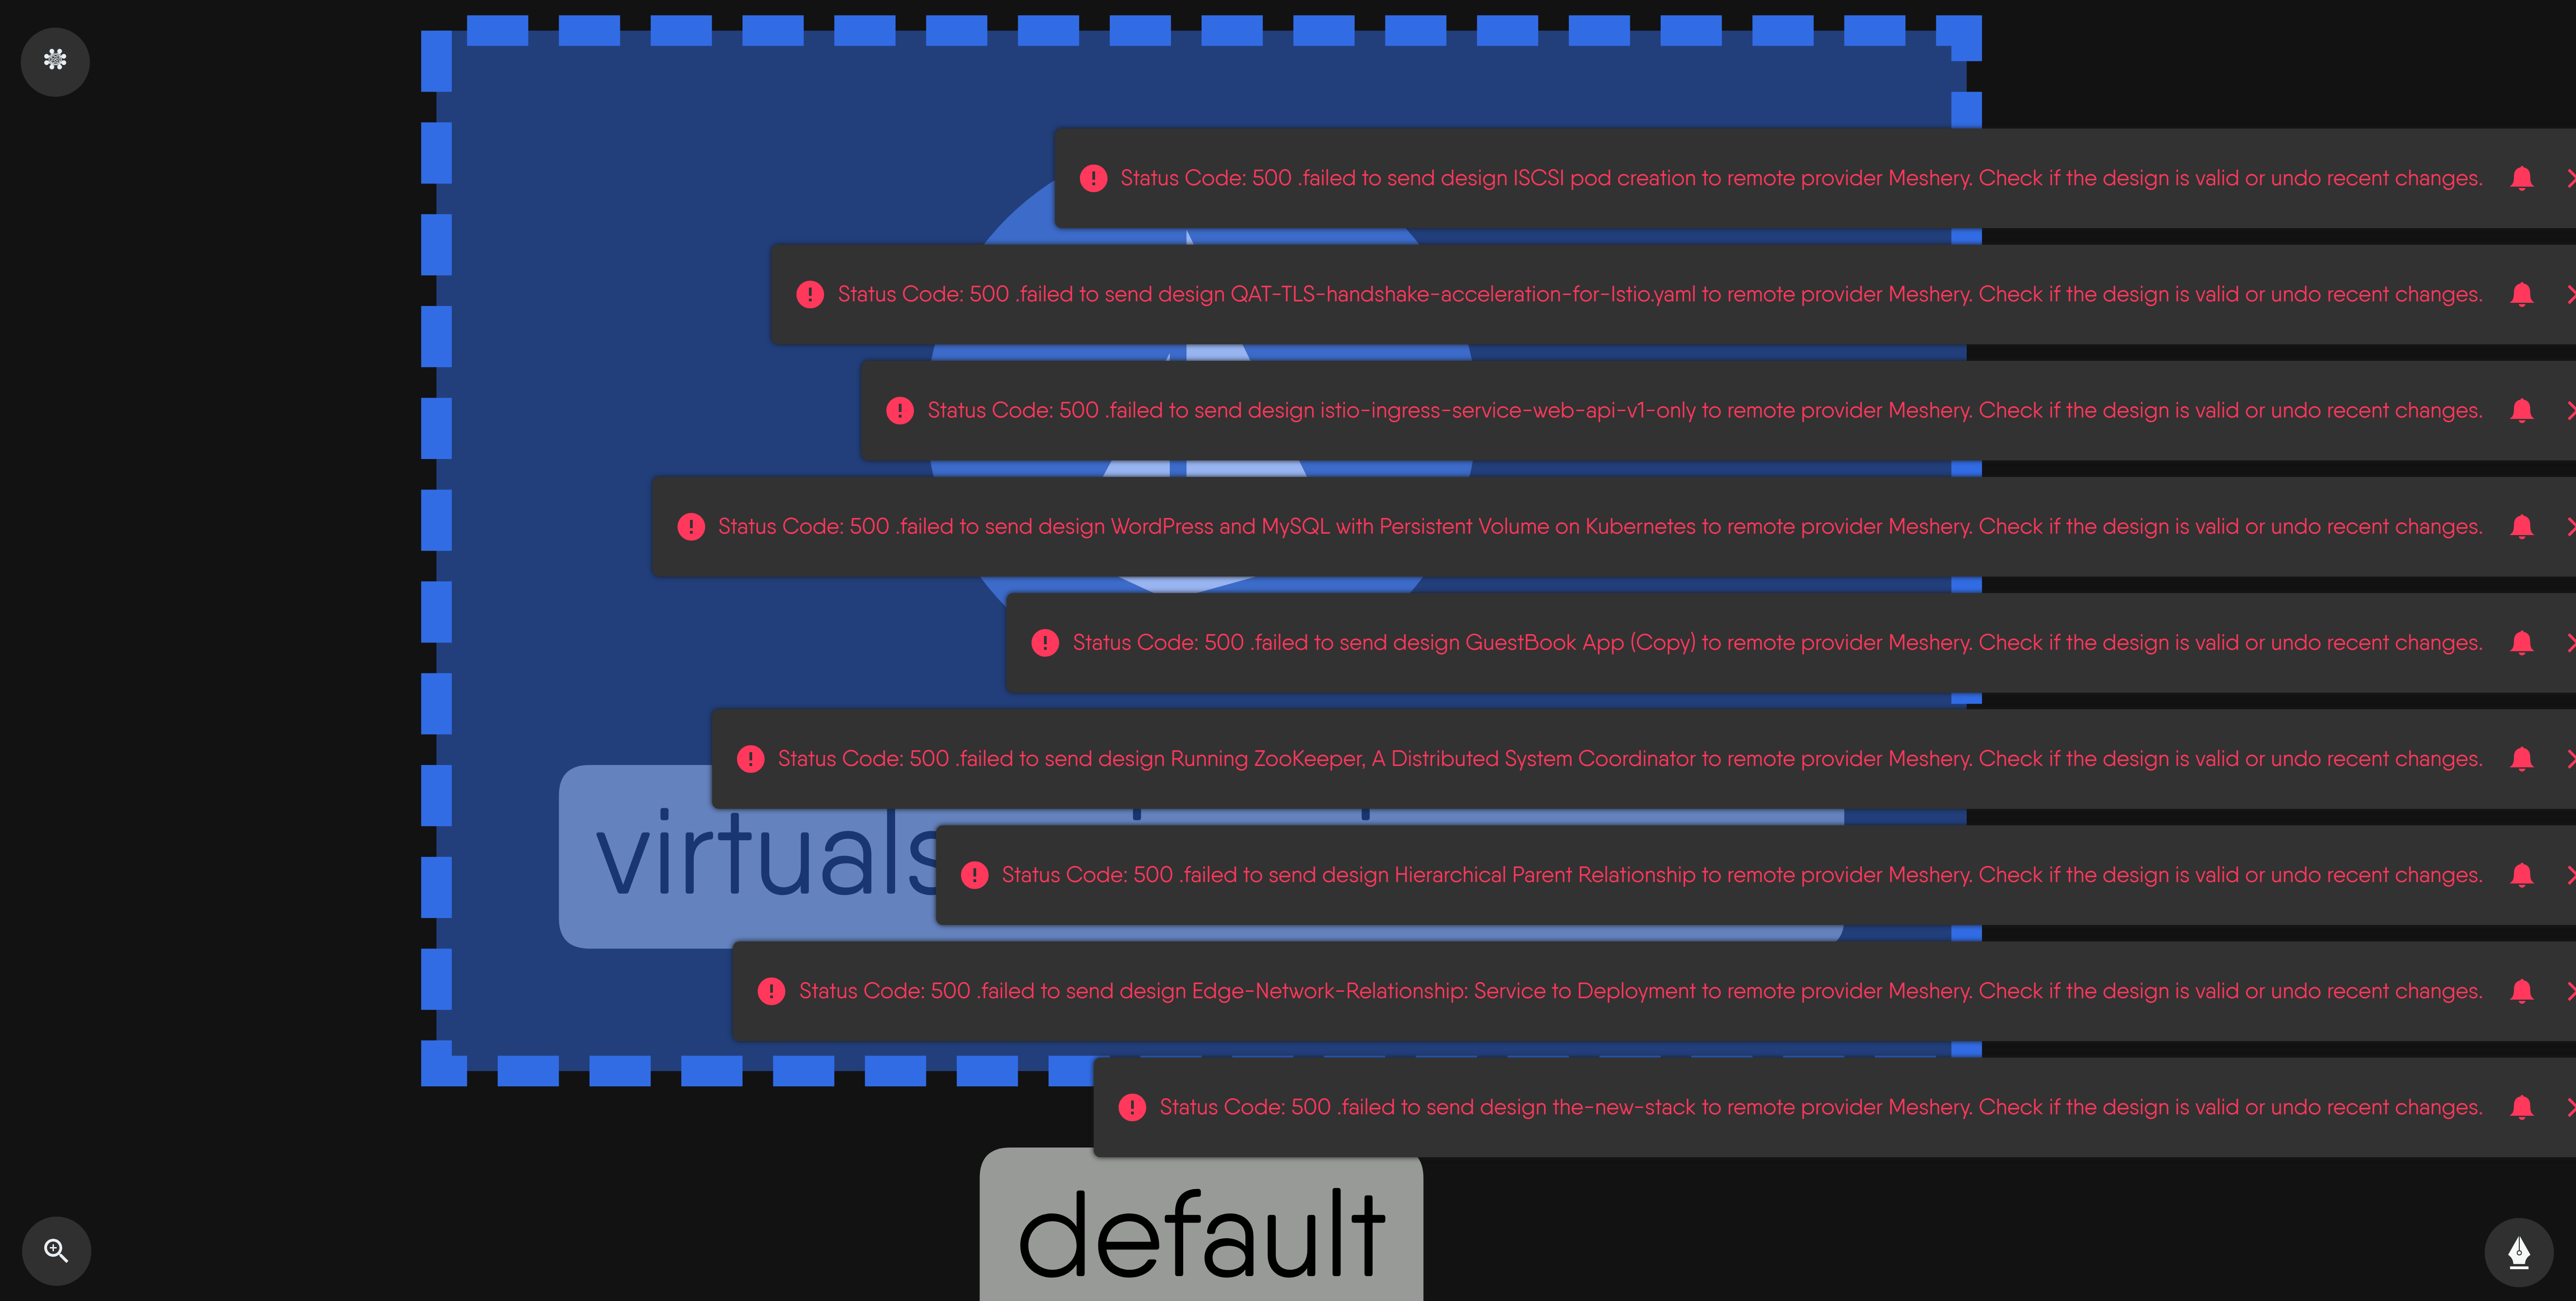 Status Code: 500 .failed to send design ISCSI pod creation to remote provider Meshery. Check if the design is valid or undo recent changes.
Status Code: 500 .failed to send design QAT-TLS-handshake-acceleration-for-Istio.yaml to remote provider Meshery. Check if the design is valid or undo recent changes.
Status Code: 500 .failed to send design istio-ingress-service-web-api-v1-only to remote provider Meshery. Check if the design is valid or undo recent changes.
Status Code: 500 .failed to send design WordPress and MySQL with Persistent Volume on Kubernetes to remote provider Meshery. Check if the design is valid or undo recent changes.
Status Code: 500 .failed to send design GuestBook App (Copy) to remote provider Meshery. Check if the design is valid or undo recent changes.
Status Code: 500 .failed to send design Running ZooKeeper, A Distributed System Coordinator to remote provider Meshery. Check if the design is valid or undo recent changes.
virtuals
Status Code: 500 .failed to send design Hierarchical Parent Relationship to remote provider Meshery. Check if the design is valid or undo recent changes.
Status Code: 500 .failed to send design Edge-Network-Relationship: Service to Deployment to remote provider Meshery. Check if the design is valid or undo recent changes.
Status Code: 500 .failed to send design the-new-stack to remote provider Meshery. Check if the design is valid or undo recent changes.
default